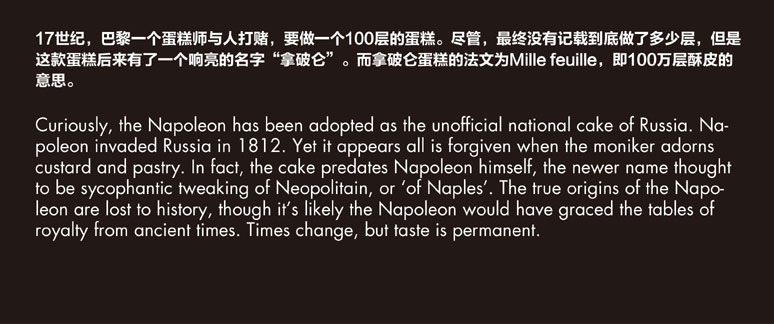 17世纪，巴黎一个蛋糕师与人打赌，要做一个100层的蛋糕。尽管，最终没有记载到底做了多少层，但是
这款蛋糕后来有了一个响亮的名字“拿破仑”。而拿破仑蛋糕的法文为Mille feuille，即100万层酥皮的
意思。
Curiously, the Napoleon has been adopted as the unofficial national cake of Russia. Na-
poleon invaded Russia in 1812. Yet it appears all is forgiven when the moniker adorns
custard and pastry. In fact, the cake predates Napoleon himself, the newer name thought
to be sycophantic tweaking of Neopolitain, or ‘of Naples’. The true origins of the Napo-
leon are lost to history, though it’s likely the Napoleon would have graced the tables of
royalty from ancient times. Times change, but taste is permanent.